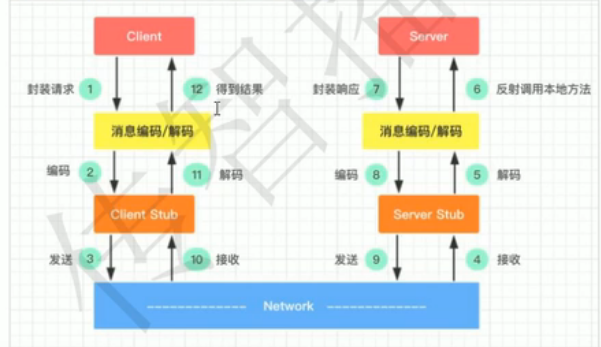 Client
Server
封装请求 1
12 得到结果
封装响应 7
6 反射调用本地方法
消息编码/解码
消息编码/解码
编码 2
11 解码
编码 8
5 解码
Client Stub
Server Stub
发送 3
10 接收
发送 9
4 接收
Network
传智播